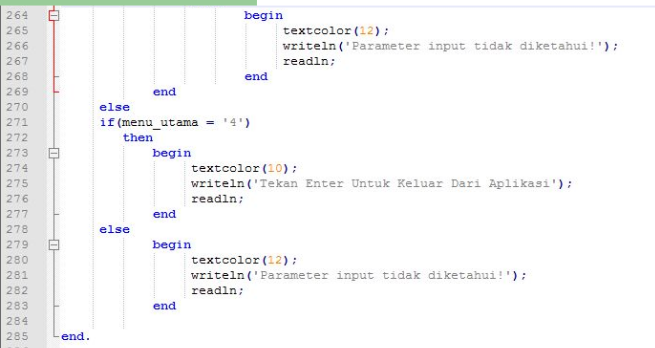 264 begin
265 textcolor(12);
266 writeln('Parameter input tidak diketahui!');
267 readln;
268 end
269 end
270 else
271 if(menu_utama = '4')
272 then
273 begin
274 textcolor(10);
275 writeln('Tekan Enter Untuk Keluar Dari Aplikasi');
276 readln;
277 end
278 else
279 begin
280 textcolor(12);
281 writeln('Parameter input tidak diketahui!');
282 readln;
283 end
284
285 end.